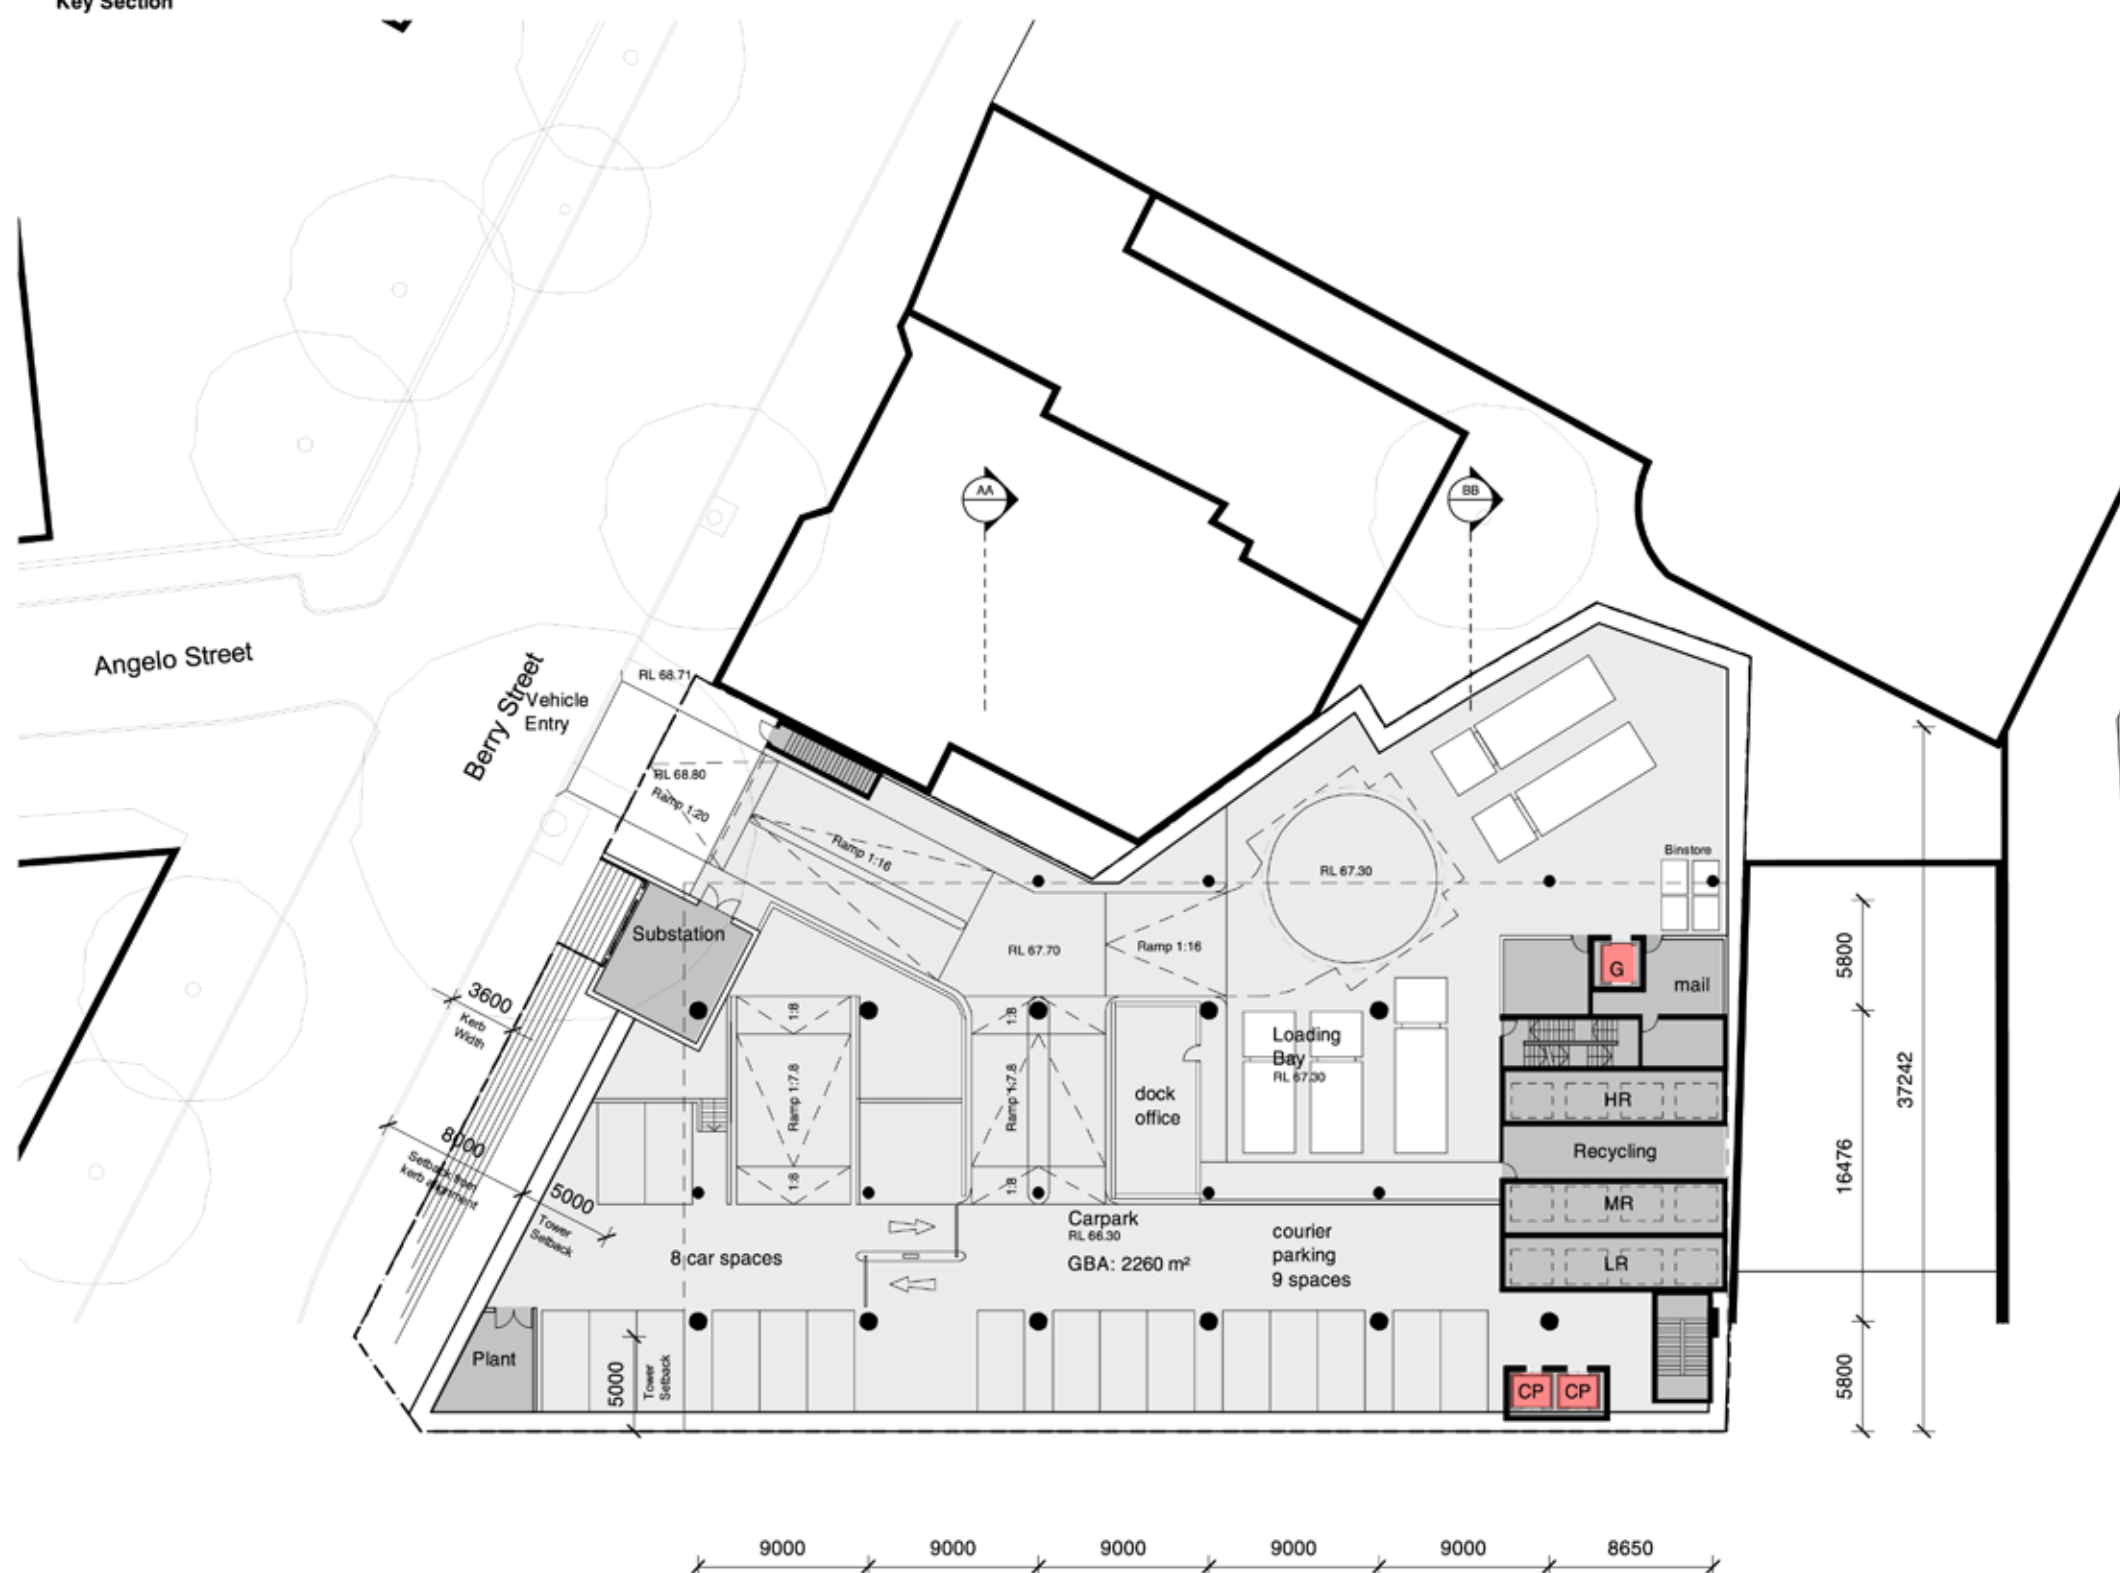 Key Section
AA
BB
Angelo Street
Berry Street
Vehicle
Entry
RL 68.71
RL 68.80
Ramp 1:20
Ramp 1:16
RL 67.30
Binstore
Substation
RL 67.70
Ramp 1:16
G
mail
3600
Kerb
Width
1:8
Ramp 1:7.8
1:8
1:8
Ramp 1:7.8
1:8
dock
office
Loading
Bay
RL 67.30
HR
Recycling
MR
LR
8000
Setback from
kerb alignment
5000
Tower
Setback
8 car spaces
Carpark
RL 66.30
GBA: 2260 m²
courier
parking
9 spaces
Plant
5000
Tower
Setback
CP
CP
5800
16476
5800
37242
9000
9000
9000
9000
9000
8650